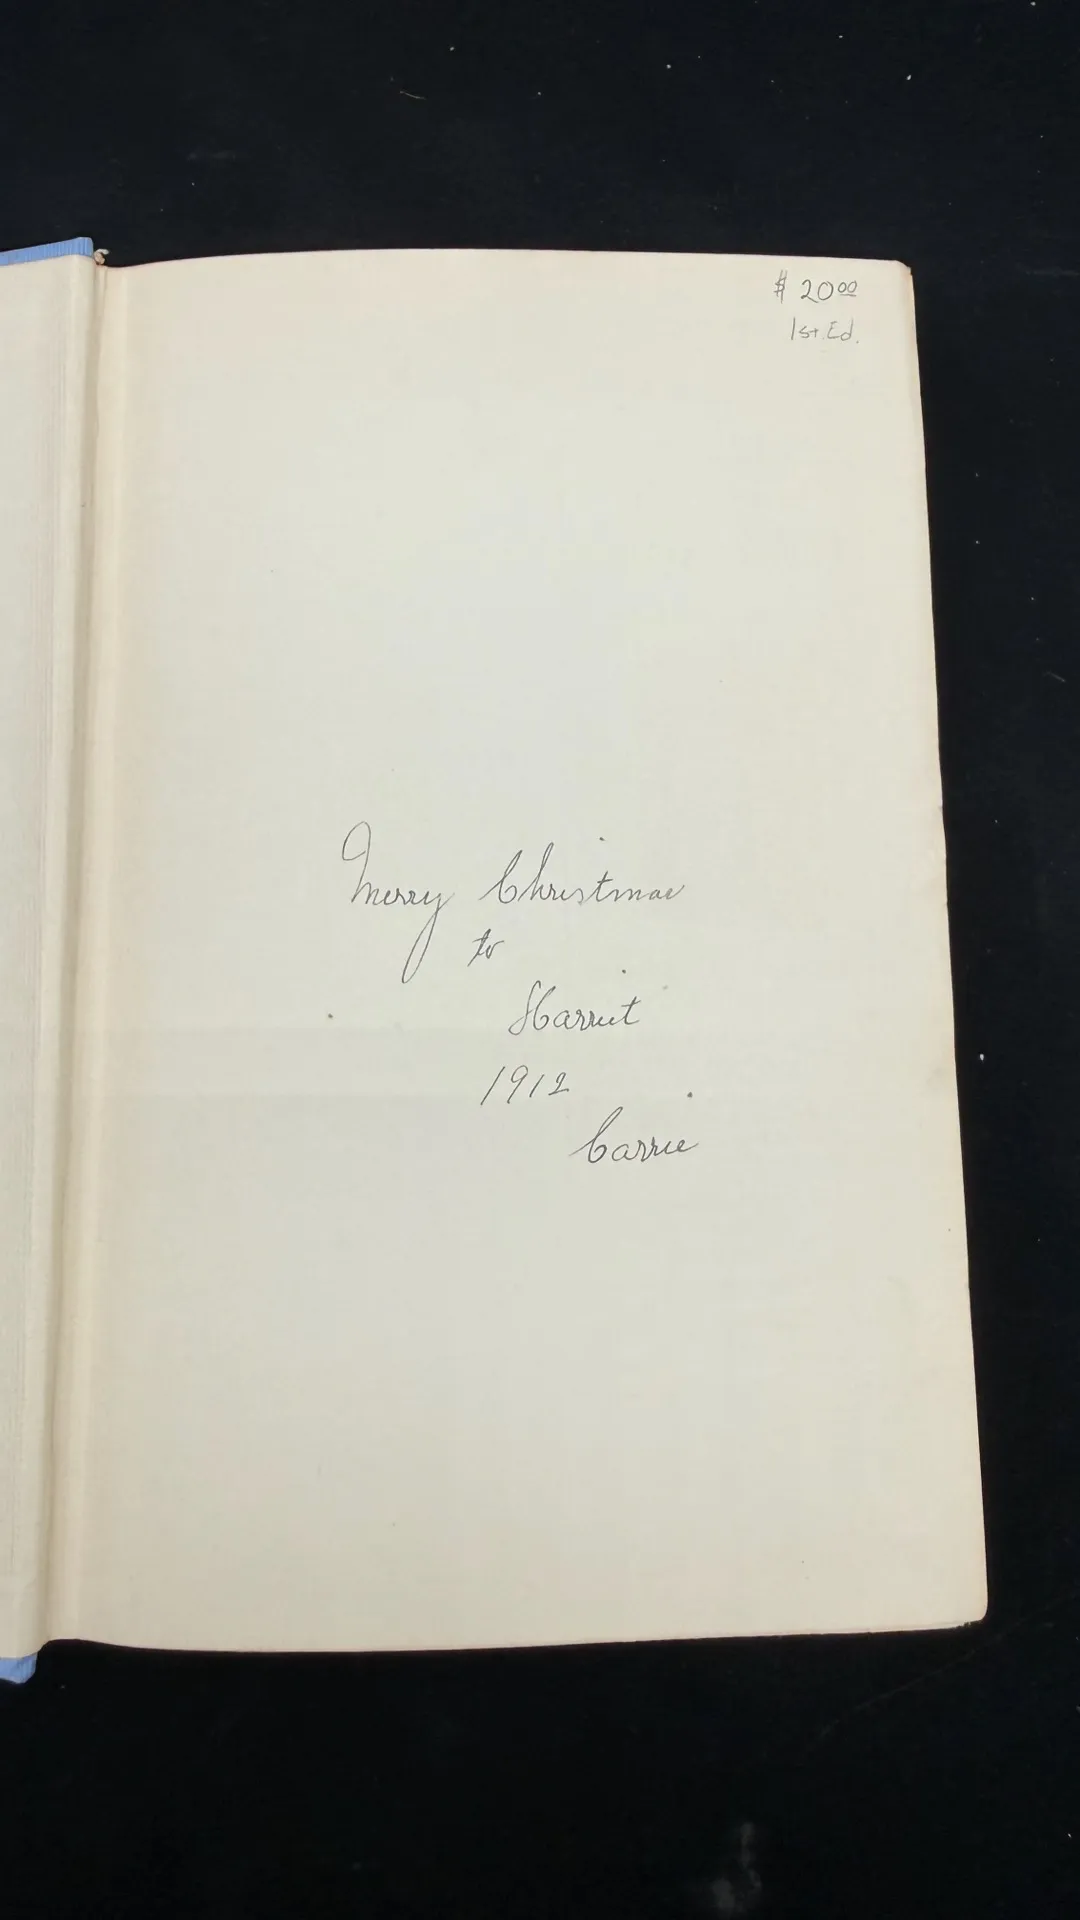 $ 20.00
1st. Ed.
Merry Christmas
to
Harriet
1912
Carrie